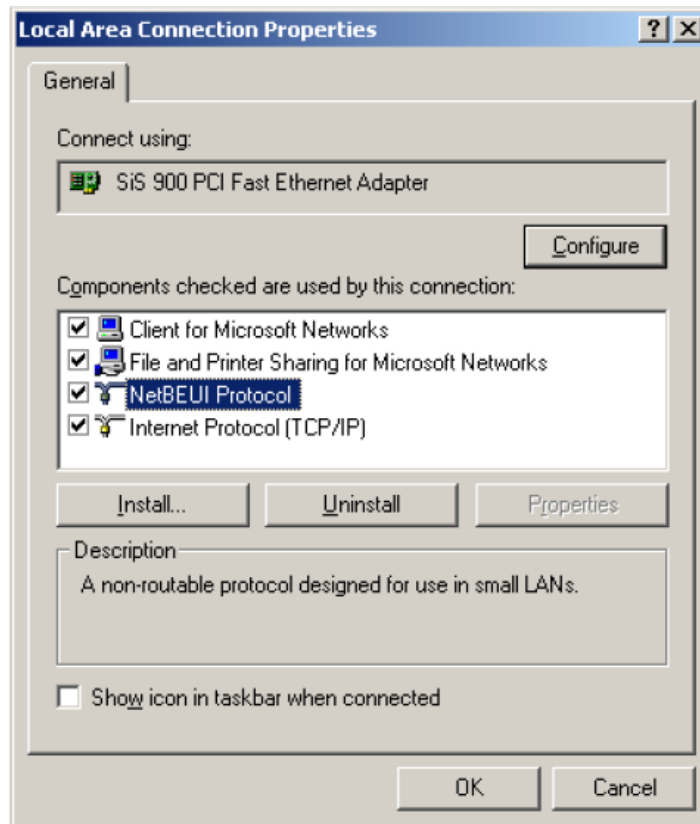 Local Area Connection Properties
General
Connect using:
SiS 900 PCI Fast Ethernet Adapter
Configure
Components checked are used by this connection:
Client for Microsoft Networks
File and Printer Sharing for Microsoft Networks
NetBEUI Protocol
Internet Protocol (TCP/IP)
Install... Uninstall Properties
Description
A non-routable protocol designed for use in small LANs.
Show icon in taskbar when connected
OK Cancel